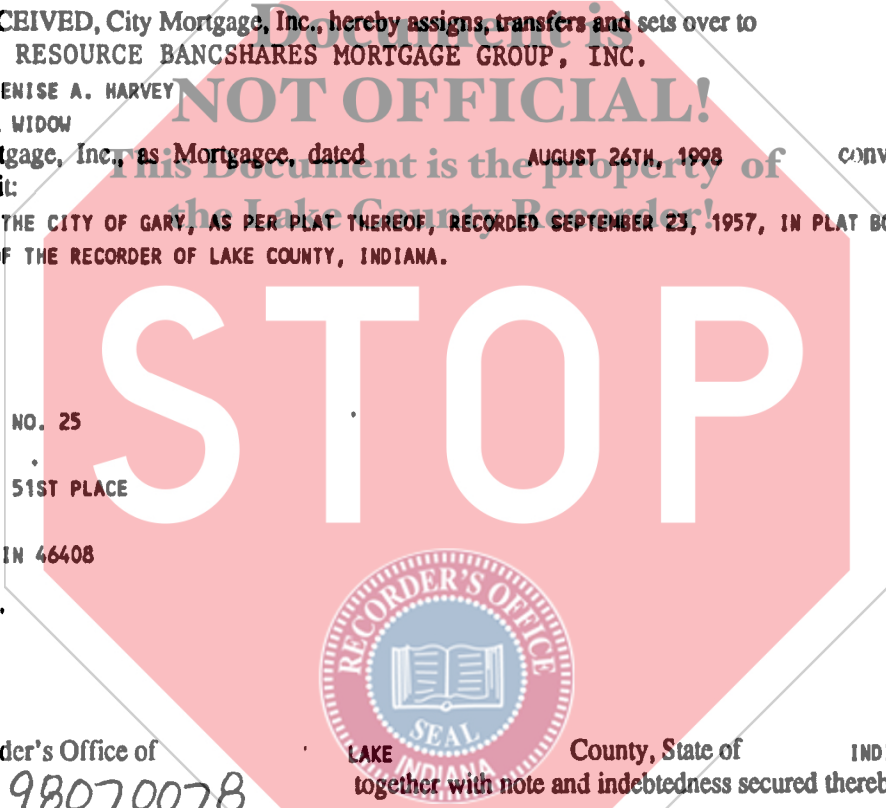 Document is
CEIVED, City Mortgage, Inc., hereby assigns, transfers and sets over to
RESOURCE BANCSHARES MORTGAGE GROUP, INC.
ENISE A. HARVEY
NOT OFFICIAL!
WIDOW
tgage, Inc., as Mortgagee, dated AUGUST 26TH, 1998 conv
This Document is the property of
it:
the Lake County Recorder!
THE CITY OF GARY, AS PER PLAT THEREOF, RECORDED SEPTEMBER 23, 1957, IN PLAT BO
F THE RECORDER OF LAKE COUNTY, INDIANA.
STOP
NO. 25
51ST PLACE
IN 46408
RECORDER'S OFFICE
SEAL
INDIANA
der's Office of LAKE County, State of IND
98070078 together with note and indebtedness secured thereb